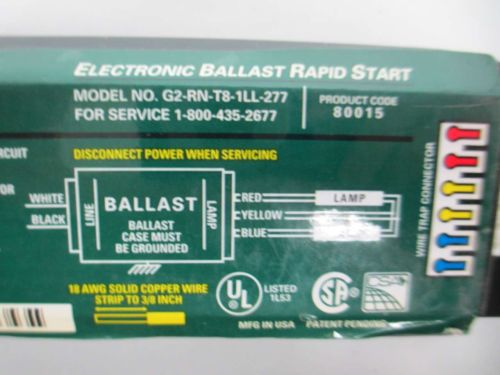 ELECTRONIC BALLAST RAPID START
MODEL NO. G2-RN-T8-1LL-277
FOR SERVICE 1-800-435-2677
PRODUCT CODE
80015
CIRCUIT
DISCONNECT POWER WHEN SERVICING
WHITE
BLACK
LINE
BALLAST
BALLAST
CASE MUST
BE GROUNDED
LAMP
RED
YELLOW
BLUE
LAMP
WIRE TRAP CONNECTOR
18 AWG SOLID COPPER WIRE
STRIP TO 3/8 INCH
UL
LISTED
1L53
MFG IN USA
PATENT PENDING